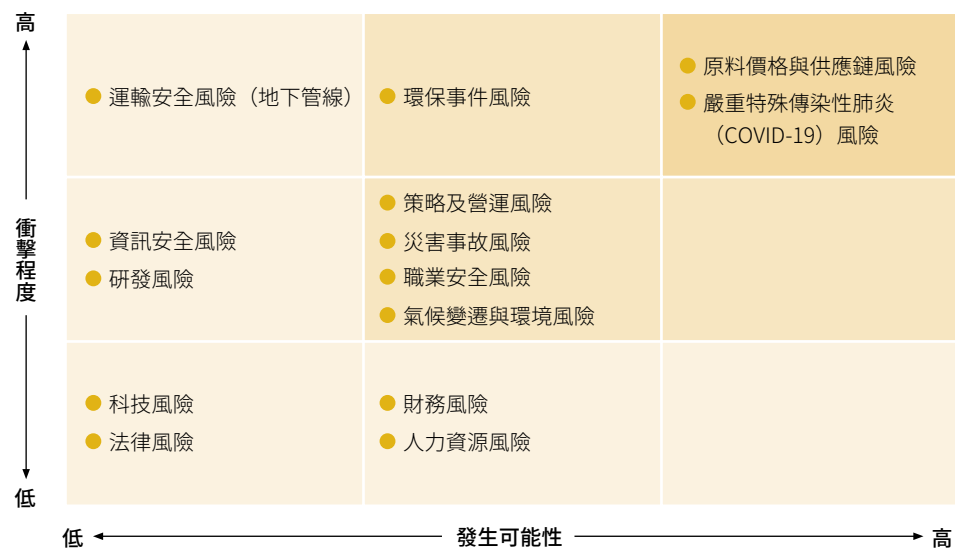 高
運輸安全風險（地下管線）
環保事件風險
原料價格與供應鏈風險
嚴重特殊傳染性肺炎
（COVID-19）風險
衝擊程度
資訊安全風險
研發風險
策略及營運風險
災害事故風險
職業安全風險
氣候變遷與環境風險
科技風險
法律風險
財務風險
人力資源風險
低
低
發生可能性
高